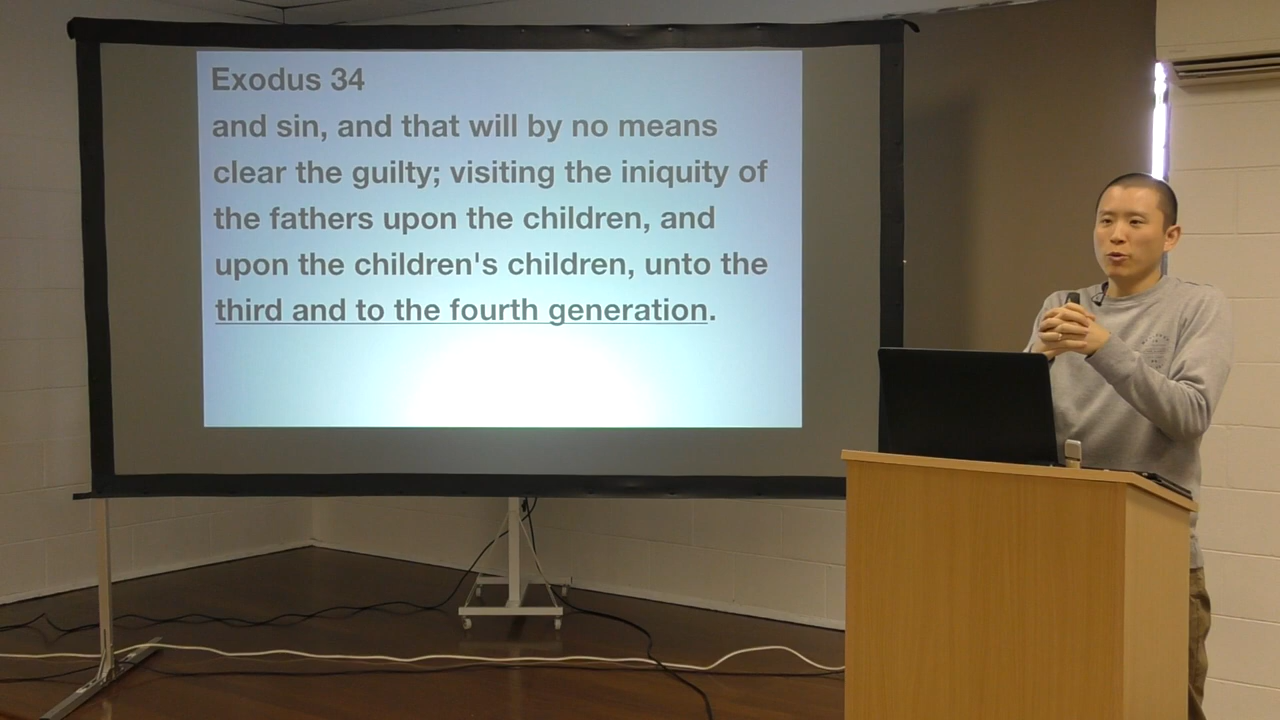 Exodus 34
and sin, and that will by no means
clear the guilty; visiting the iniquity of
the fathers upon the children, and
upon the children's children, unto the
third and to the fourth generation.